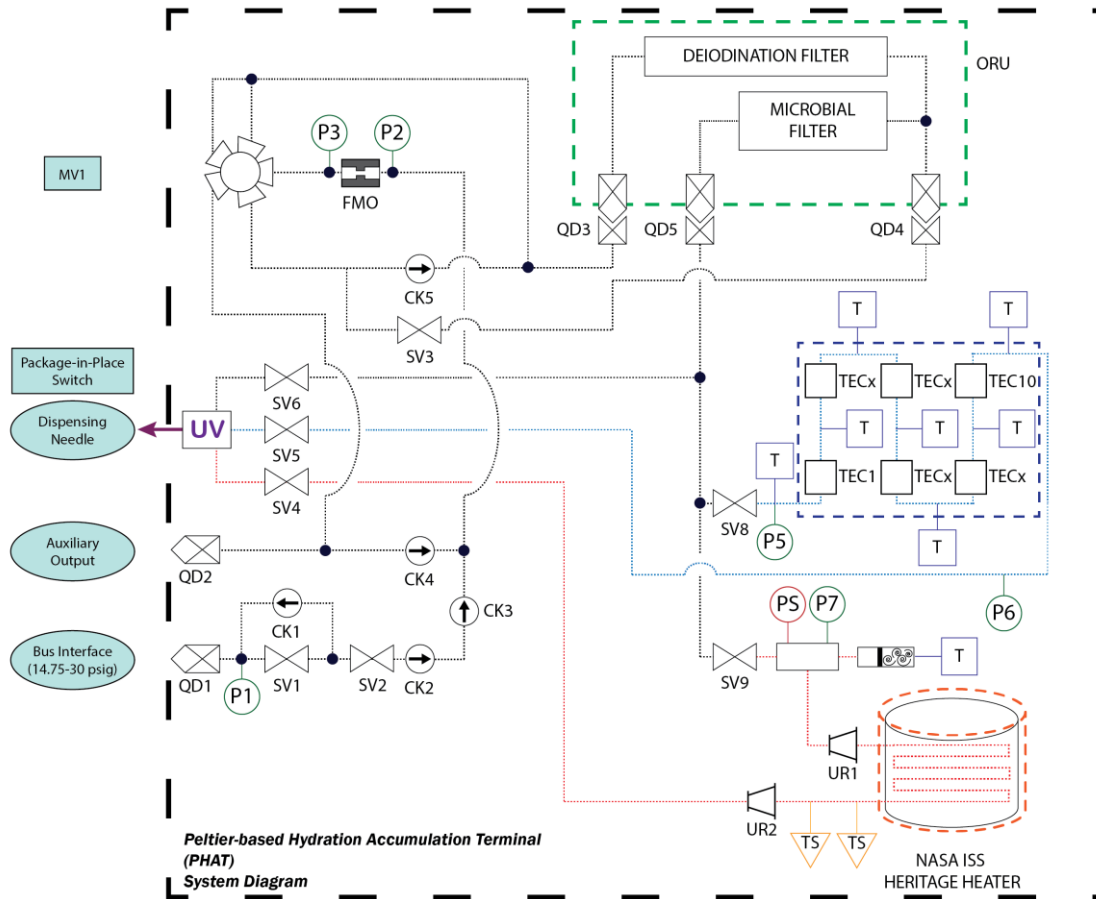 DEIODINATION FILTER
ORU
MICROBIAL
FILTER
P3
P2
MV1
FMO
QD3
QD5
QD4
CK5
SV3
T
T
Package-in-Place
Switch
SV6
TECx
TECx
TEC10
Dispensing
Needle
UV
SV5
T
T
T
T
TEC1
TECx
TECx
SV4
SV8
P5
T
Auxiliary
Output
QD2
CK4
CK3
P6
PS
P7
Bus Interface
(14.75-30 psig)
CK1
T
QD1
P1
SV1
SV2
CK2
SV9
UR1
UR2
TS
TS
Peltier-based Hydration Accumulation Terminal
(PHAT)
System Diagram
NASA ISS
HERITAGE HEATER